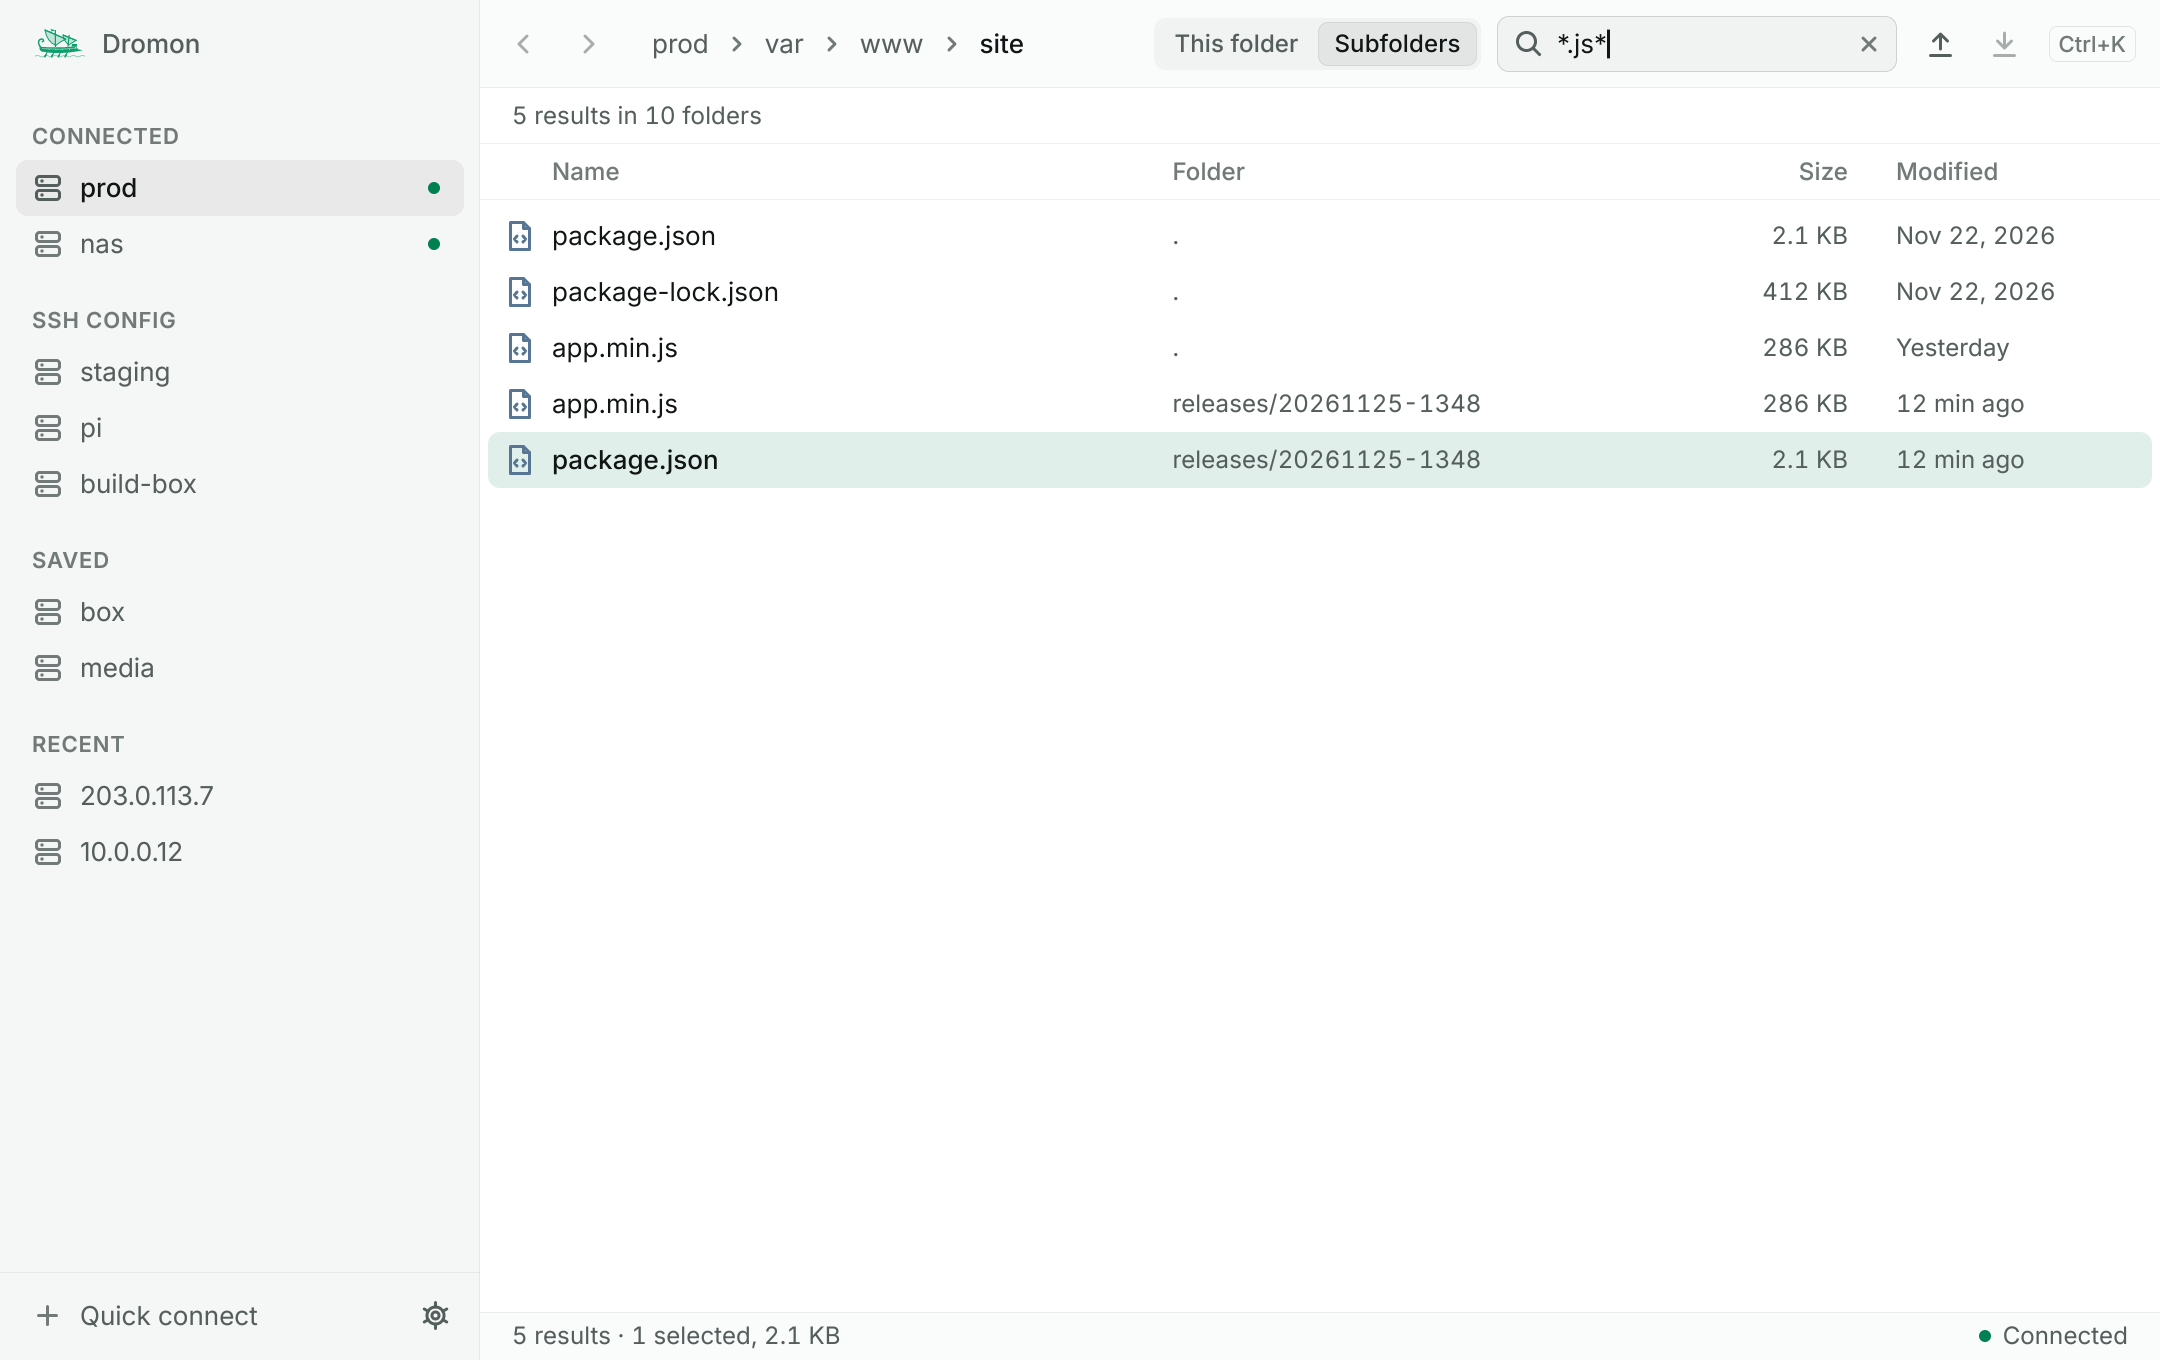 Dromon
CONNECTED
prod
nas
SSH CONFIG
staging
pi
build-box
SAVED
box
media
RECENT
203.0.113.7
10.0.0.12
Quick connect
prod > var > www > site
This folder Subfolders *.js* Ctrl+K
5 results in 10 folders
Name Folder Size Modified
package.json . 2.1 KB Nov 22, 2026
package-lock.json . 412 KB Nov 22, 2026
app.min.js . 286 KB Yesterday
app.min.js releases/20261125-1348 286 KB 12 min ago
package.json releases/20261125-1348 2.1 KB 12 min ago
5 results · 1 selected, 2.1 KB Connected